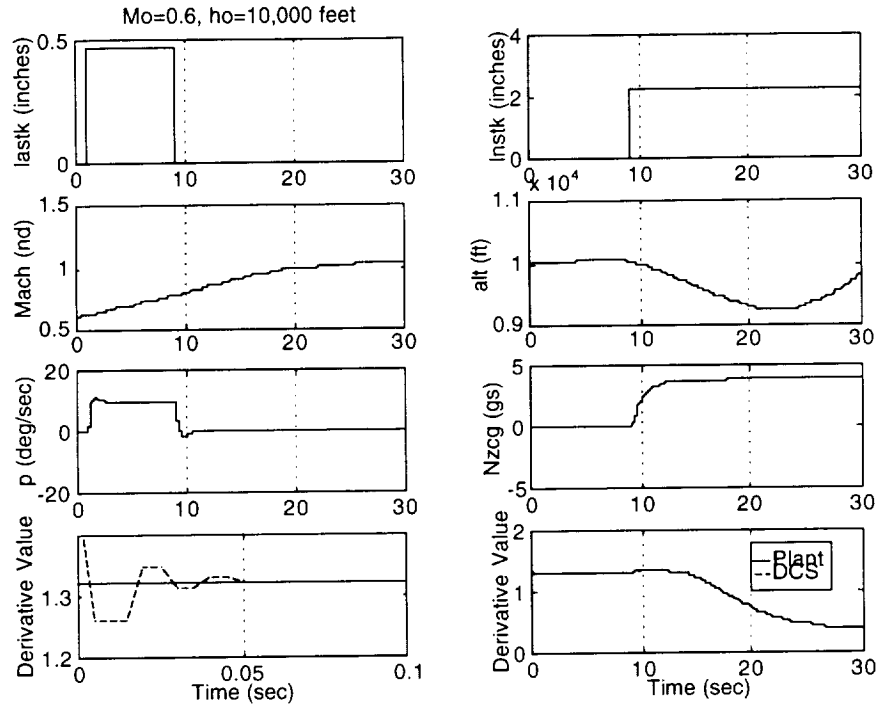 Mo=0.6, ho=10,000 feet
lastk (inches)
0.5
0
0 10 20 30
lnstk (inches)
4
2
0
0 10 20 30
Mach (nd)
1.5
1
0.5
0 10 20 30
x 10^4
alt (ft)
1.1
1
0.9
0 10 20 30
p (deg/sec)
20
0
-20
0 10 20 30
Nzcg (gs)
5
0
-5
0 10 20 30
Derivative Value
1.3
1.2
0 0.05 0.1
Time (sec)
Derivative Value
2
1
0
0 10 20 30
Time (sec)
Plant
DCS